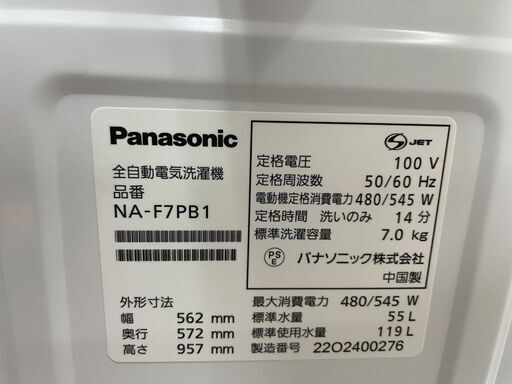 Panasonic
全自動電気洗濯機
品番
NA-F7PB1
外形寸法
幅 562 mm
奥行 572 mm
高さ 957 mm
S JET
定格電圧 100 V
定格周波数 50/60 Hz
電動機定格消費電力 480/545 W
定格時間 洗いのみ 14 分
標準洗濯容量 7.0 kg
PS E パナソニック株式会社
中国製
最大消費電力 480/545 W
標準水量 55 L
標準使用水量 119 L
製造番号 22O2400276